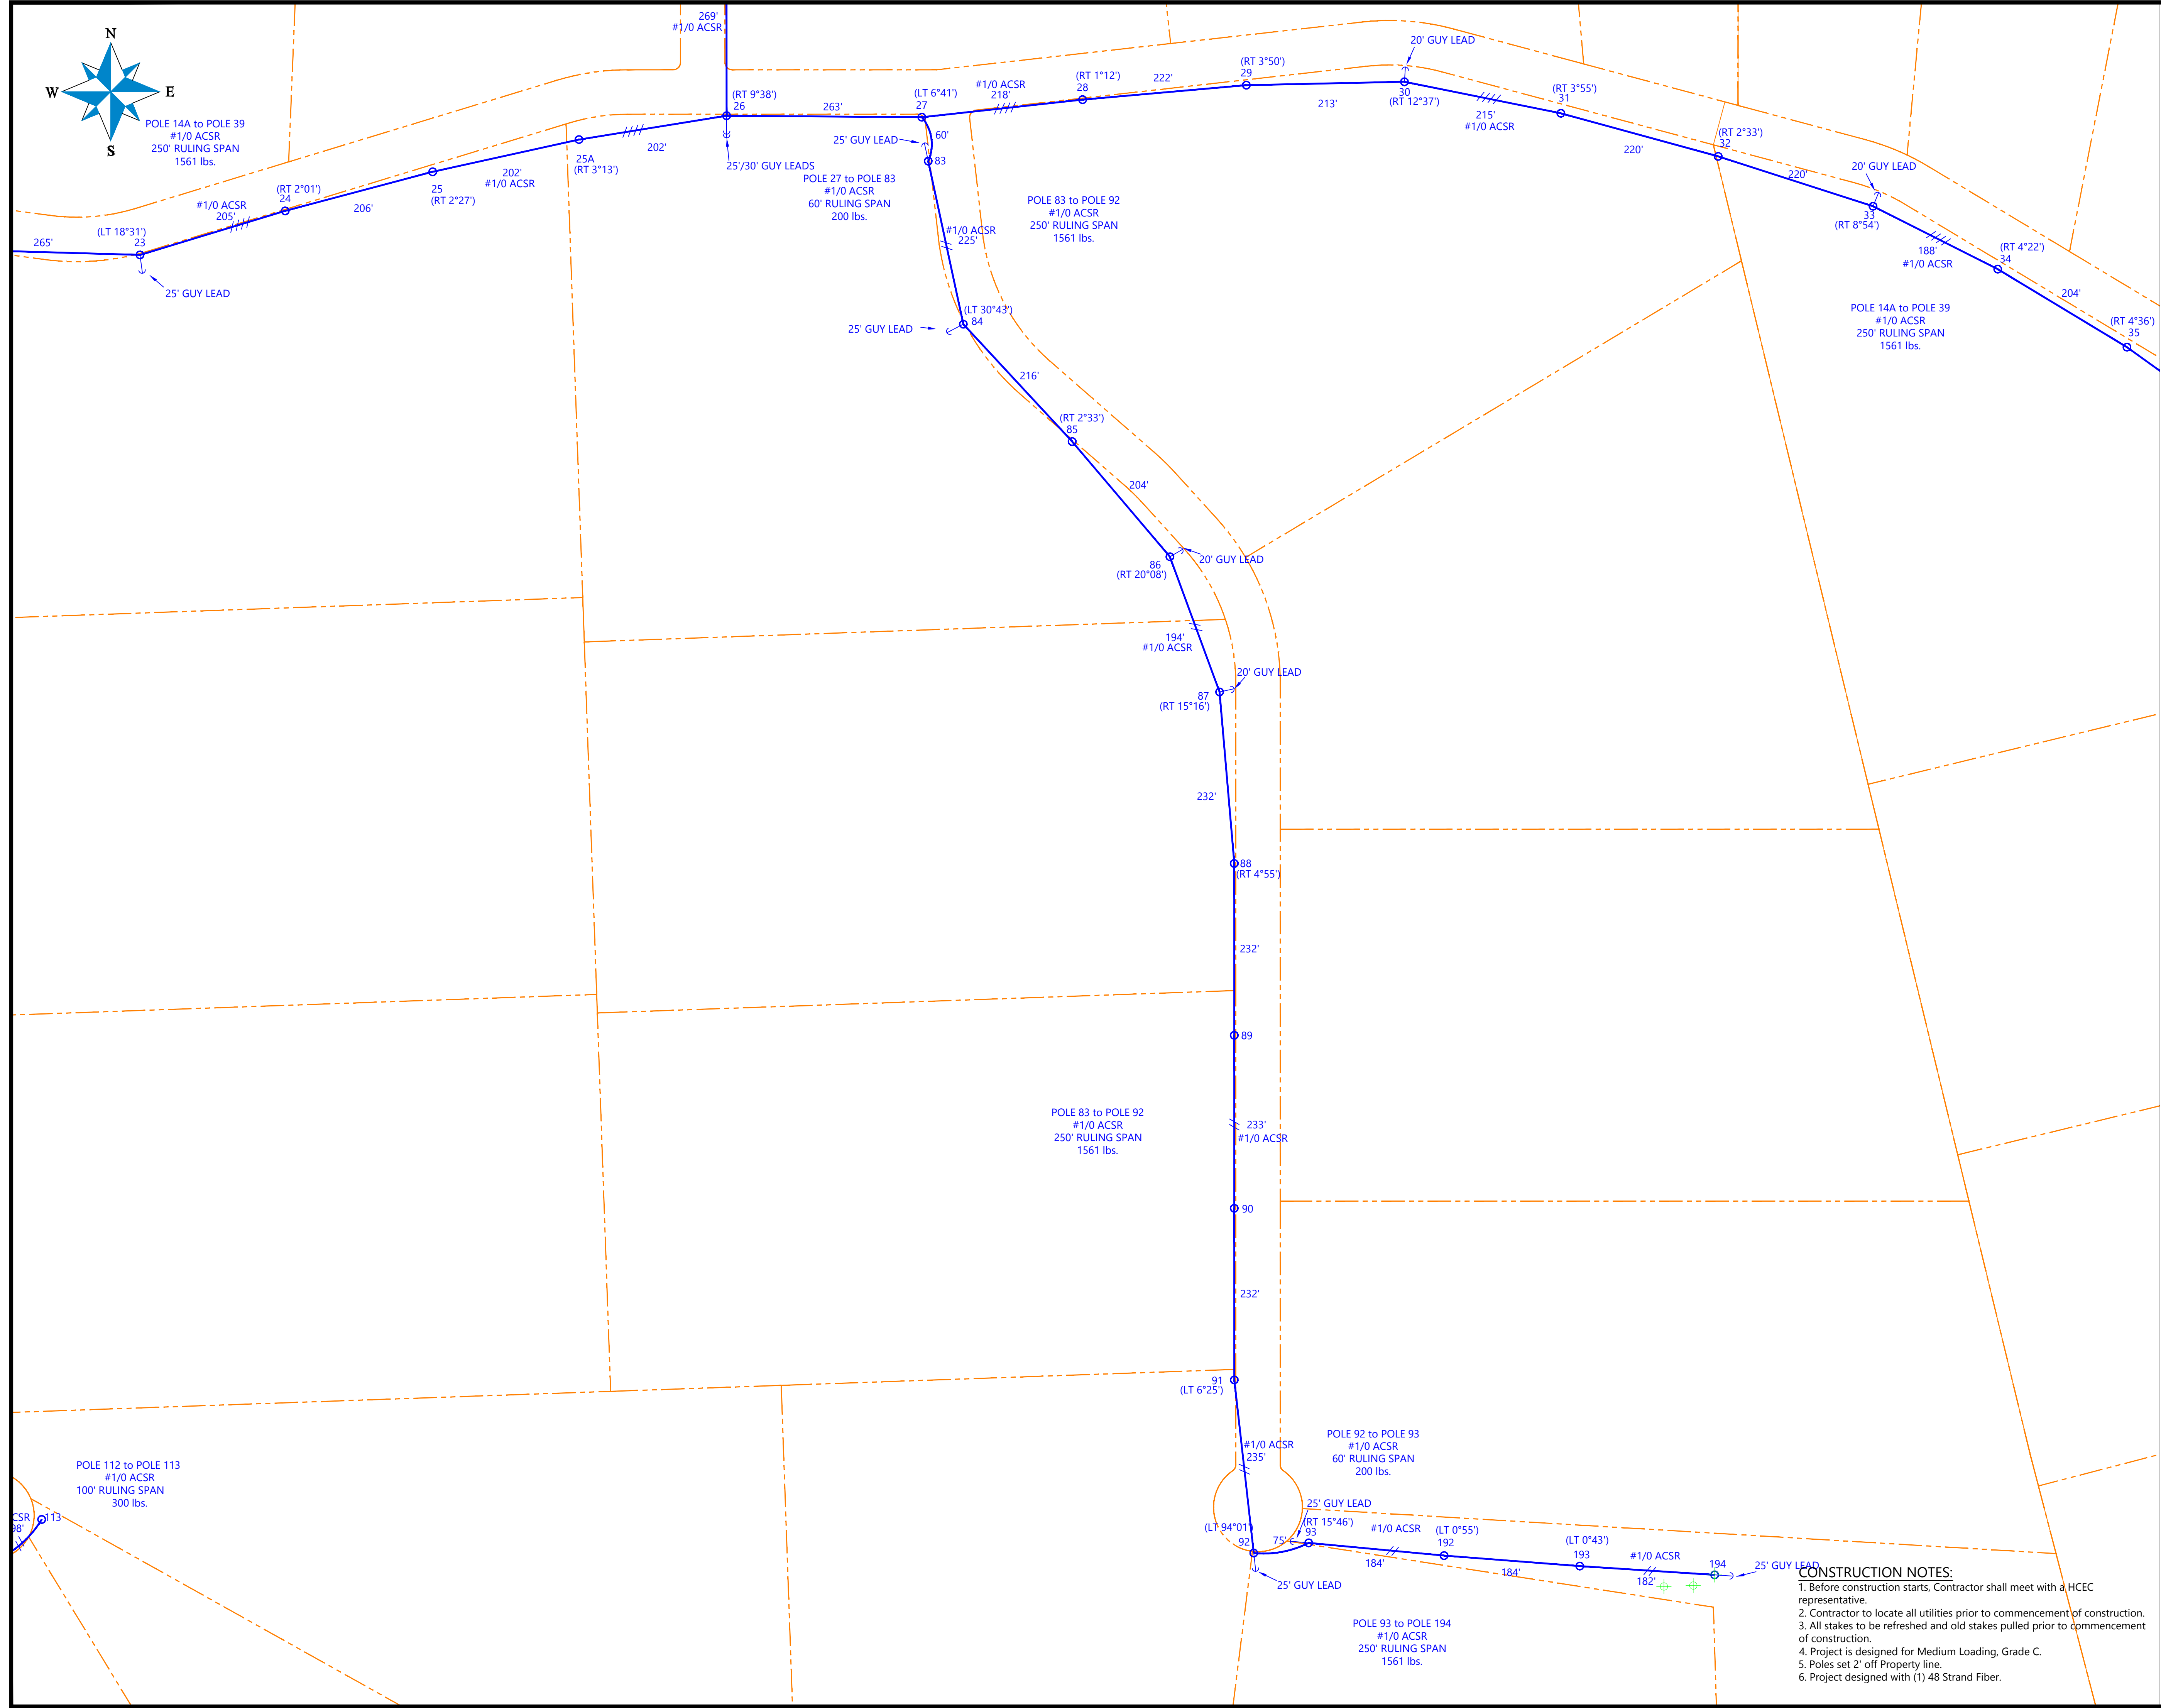 N
W
E
S
POLE 14A to POLE 39
#1/0 ACSR
250' RULING SPAN
1561 lbs.
269'
#1/0 ACSR
265'
(LT 18°31')
23
25' GUY LEAD
#1/0 ACSR
205'
(RT 2°01')
24
206'
25
(RT 2°27')
202'
#1/0 ACSR
25A
(RT 3°13')
202'
(RT 9°38')
26
25'/30' GUY LEADS
263'
(LT 6°41')
27
60'
25' GUY LEAD
83
POLE 27 to POLE 83
#1/0 ACSR
60' RULING SPAN
200 lbs.
#1/0 ACSR
218'
(RT 1°12')
28
222'
(RT 3°50')
29
213'
20' GUY LEAD
30
(RT 12°37')
215'
#1/0 ACSR
(RT 3°55')
31
220'
(RT 2°33')
32
220'
20' GUY LEAD
33
(RT 8°54')
188'
#1/0 ACSR
(RT 4°22')
34
204'
(RT 4°36')
35
POLE 14A to POLE 39
#1/0 ACSR
250' RULING SPAN
1561 lbs.
POLE 83 to POLE 92
#1/0 ACSR
250' RULING SPAN
1561 lbs.
#1/0 ACSR
225'
(LT 30°43')
84
25' GUY LEAD
216'
(RT 2°33')
85
204'
86
(RT 20°08')
20' GUY LEAD
194'
#1/0 ACSR
20' GUY LEAD
87
(RT 15°16')
232'
88
(RT 4°55')
232'
89
POLE 83 to POLE 92
#1/0 ACSR
250' RULING SPAN
1561 lbs.
233'
#1/0 ACSR
90
232'
91
(LT 6°25')
#1/0 ACSR
235'
POLE 92 to POLE 93
#1/0 ACSR
60' RULING SPAN
200 lbs.
25' GUY LEAD
(LT 94°01')
92
75'
(RT 15°46')
93
25' GUY LEAD
#1/0 ACSR
184'
(LT 0°55')
192
184'
(LT 0°43')
193
#1/0 ACSR
182'
194
25' GUY LEAD
POLE 93 to POLE 194
#1/0 ACSR
250' RULING SPAN
1561 lbs.
POLE 112 to POLE 113
#1/0 ACSR
100' RULING SPAN
300 lbs.
CSR
98'
113
CONSTRUCTION NOTES:
1. Before construction starts, Contractor shall meet with a HCEC
representative.
2. Contractor to locate all utilities prior to commencement of construction.
3. All stakes to be refreshed and old stakes pulled prior to commencement
of construction.
4. Project is designed for Medium Loading, Grade C.
5. Poles set 2' off Property line.
6. Project designed with (1) 48 Strand Fiber.